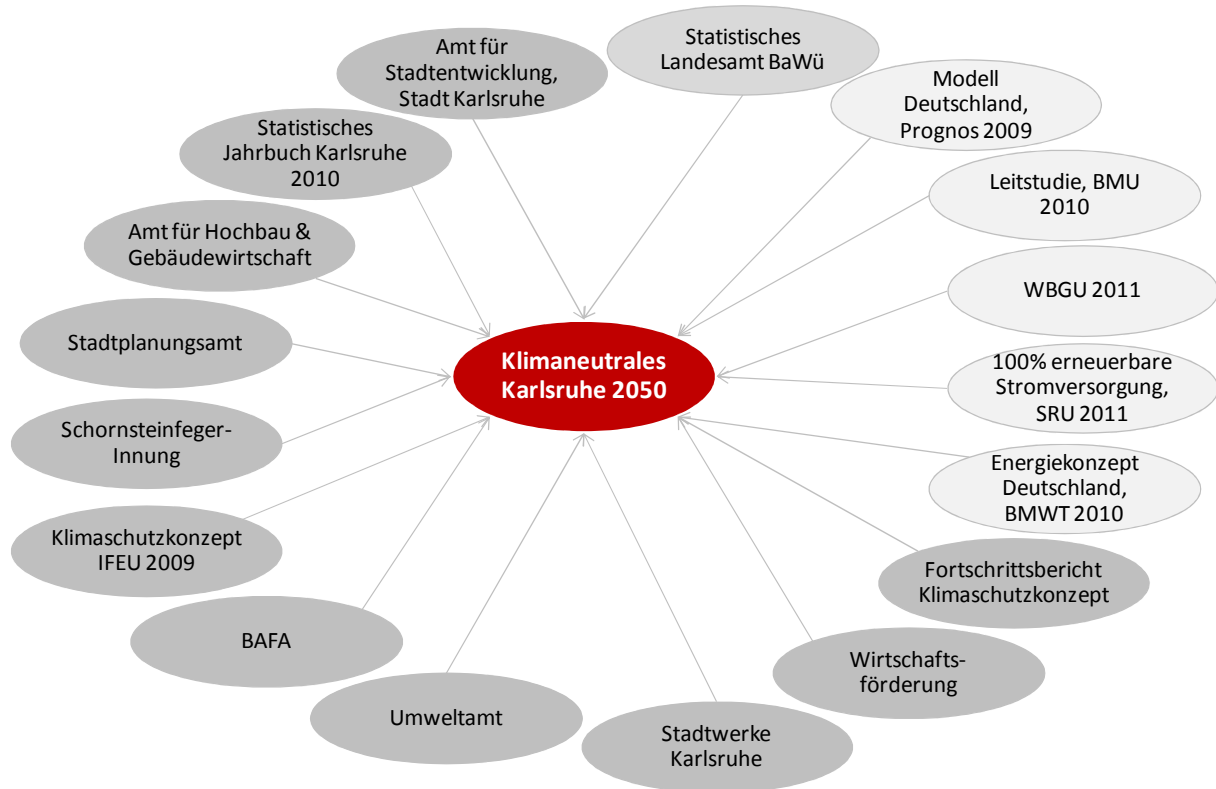 Amt für
Stadtentwicklung,
Stadt Karlsruhe
Statistisches
Landesamt BaWü
Modell
Deutschland,
Prognos 2009
Statistisches
Jahrbuch Karlsruhe
2010
Leitstudie, BMU
2010
Amt für Hochbau &
Gebäudewirtschaft
WBGU 2011
Stadtplanungsamt
Klimaneutrales
Karlsruhe 2050
100% erneuerbare
Stromversorgung,
SRU 2011
Schornsteinfeger-
Innung
Energiekonzept
Deutschland,
BMWT 2010
Klimaschutzkonzept
IFEU 2009
Fortschrittsbericht
Klimaschutzkonzept
BAFA
Wirtschafts-
förderung
Umweltamt
Stadtwerke
Karlsruhe